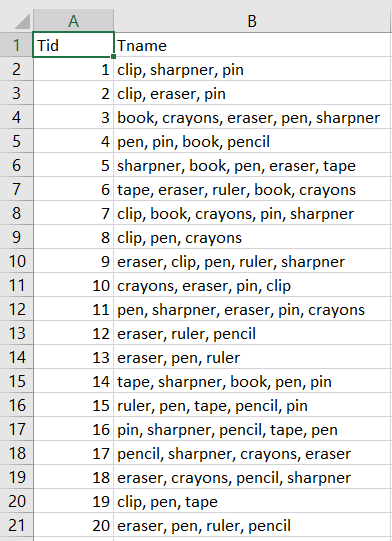 A B
1 Tid Tname
2 1 clip, sharpner, pin
3 2 clip, eraser, pin
4 3 book, crayons, eraser, pen, sharpner
5 4 pen, pin, book, pencil
6 5 sharpner, book, pen, eraser, tape
7 6 tape, eraser, ruler, book, crayons
8 7 clip, book, crayons, pin, sharpner
9 8 clip, pen, crayons
10 9 eraser, clip, pen, ruler, sharpner
11 10 crayons, eraser, pin, clip
12 11 pen, sharpner, eraser, pin, crayons
13 12 eraser, ruler, pencil
14 13 eraser, pen, ruler
15 14 tape, sharpner, book, pen, pin
16 15 ruler, pen, tape, pencil, pin
17 16 pin, sharpner, pencil, tape, pen
18 17 pencil, sharpner, crayons, eraser
19 18 eraser, crayons, pencil, sharpner
20 19 clip, pen, tape
21 20 eraser, pen, ruler, pencil